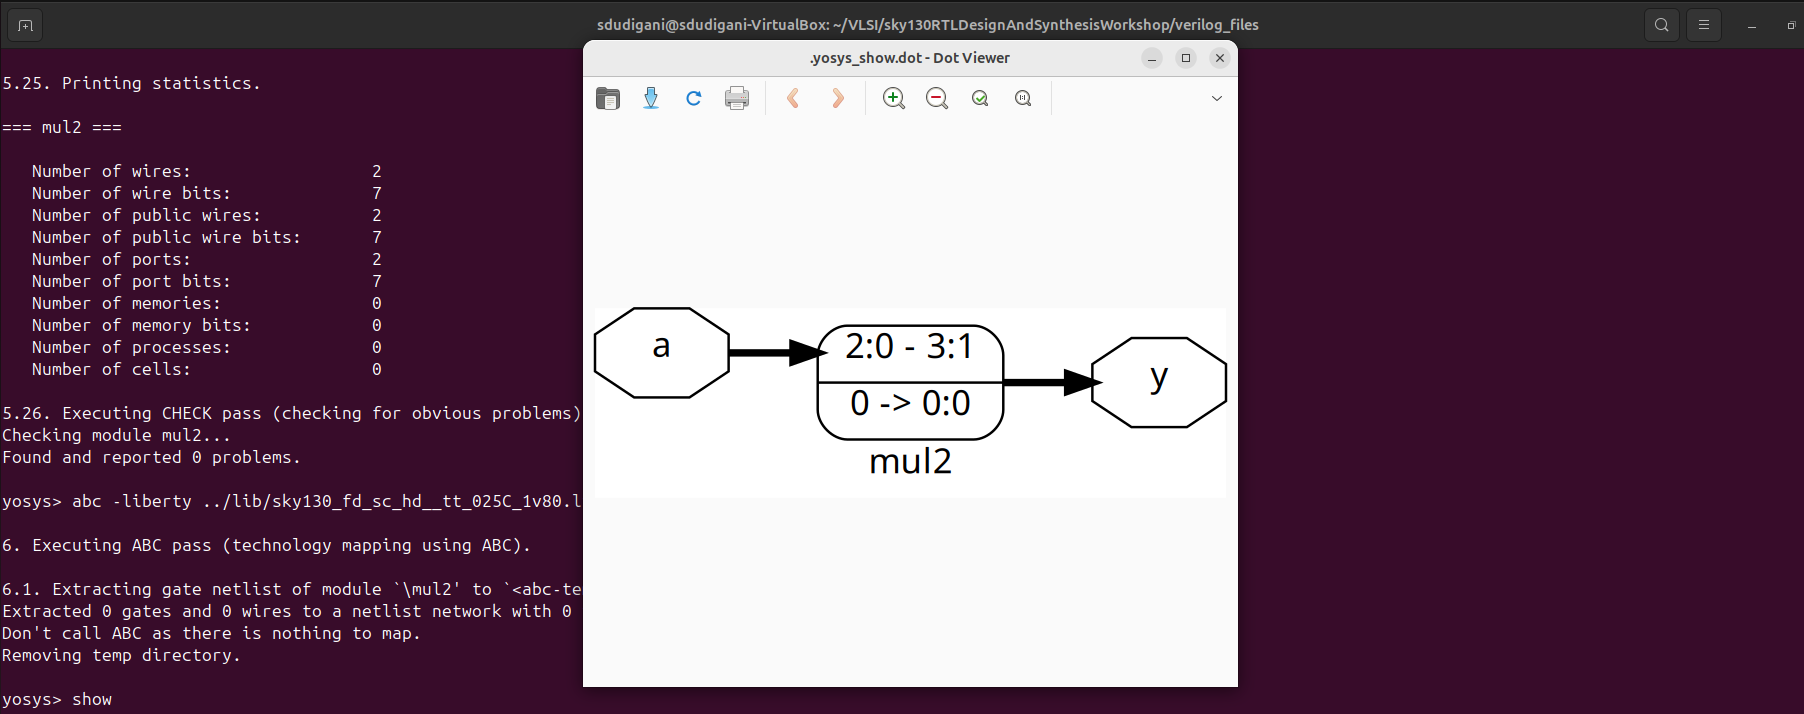 sdudigani@sdudigani-VirtualBox: ~/VLSI/sky130RTLDesignAndSynthesisWorkshop/verilog_files
5.25. Printing statistics.
=== mul2 ===
Number of wires: 2
Number of wire bits: 7
Number of public wires: 2
Number of public wire bits: 7
Number of ports: 2
Number of port bits: 7
Number of memories: 0
Number of memory bits: 0
Number of processes: 0
Number of cells: 0
5.26. Executing CHECK pass (checking for obvious problems)
Checking module mul2...
Found and reported 0 problems.
yosys> abc -liberty ../lib/sky130_fd_sc_hd__tt_025C_1v80.l
6. Executing ABC pass (technology mapping using ABC).
6.1. Extracting gate netlist of module `\mul2' to `<abc-te
Extracted 0 gates and 0 wires to a netlist network with 0
Don't call ABC as there is nothing to map.
Removing temp directory.
yosys> show
.yosys_show.dot - Dot Viewer
a
2:0 - 3:1
0 -> 0:0
mul2
y